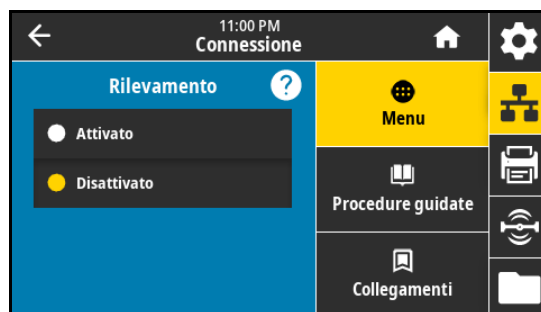 11:00 PM
Connessione
Rilevamento
?
Attivato
Disattivato
Menu
Procedure guidate
Collegamenti